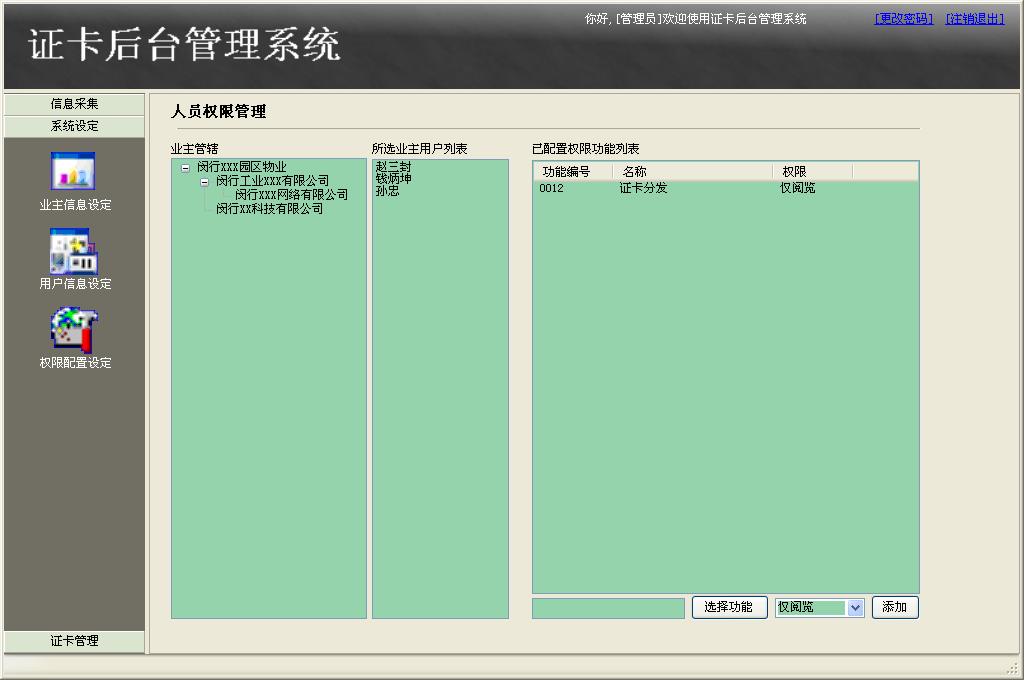 你好, [管理员]欢迎使用证卡后台管理系统 [更改密码] [注销退出]
证卡后台管理系统
信息采集
系统设定
业主信息设定
用户信息设定
权限配置设定
证卡管理
人员权限管理
业主管辖
闵行XXX园区物业
闵行工业XXX有限公司
闵行XXX网络有限公司
闵行XX科技有限公司
所选业主用户列表
赵三封
钱炳坤
孙忠
已配置权限功能列表
功能编号 名称 权限
0012 证卡分发 仅阅览
选择功能 仅阅览 添加